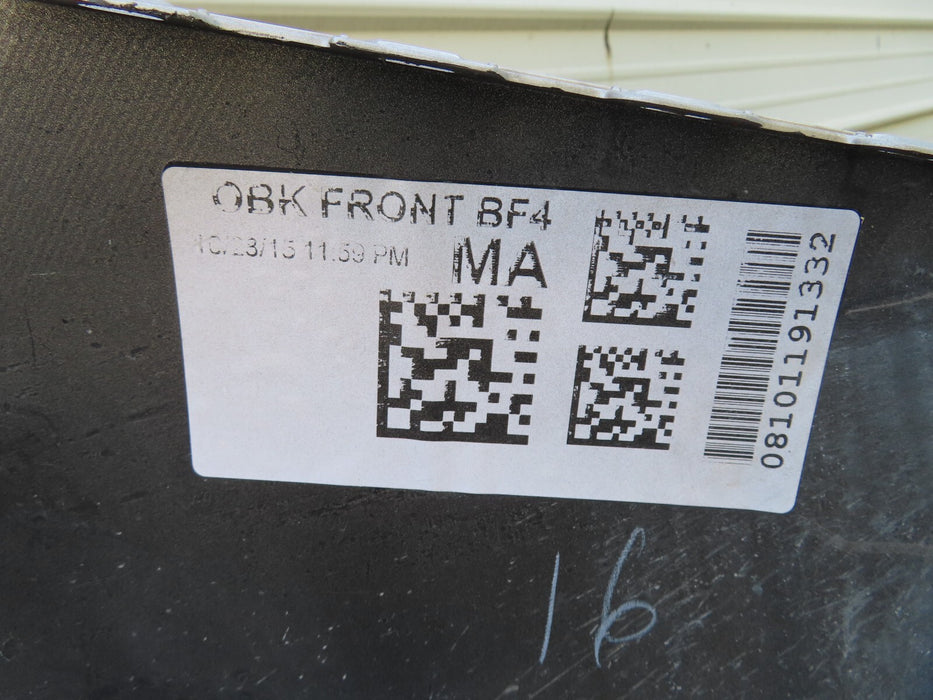 OBK FRONT BF4
10/23/15 11:59 PM
MA
08101191332
16